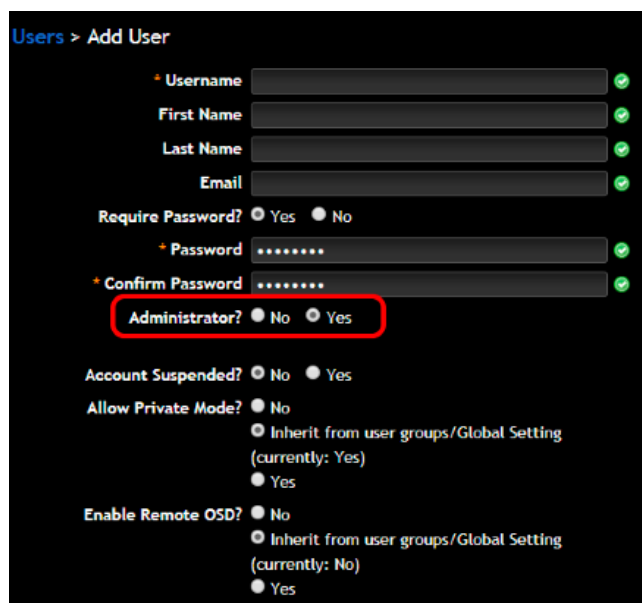 Users > Add User
* Username
First Name
Last Name
Email
Require Password? Yes No
* Password ••••••••
* Confirm Password ••••••••
Administrator? No Yes
Account Suspended? No Yes
Allow Private Mode? No
Inherit from user groups/Global Setting
(currently: Yes)
Yes
Enable Remote OSD? No
Inherit from user groups/Global Setting
(currently: No)
Yes